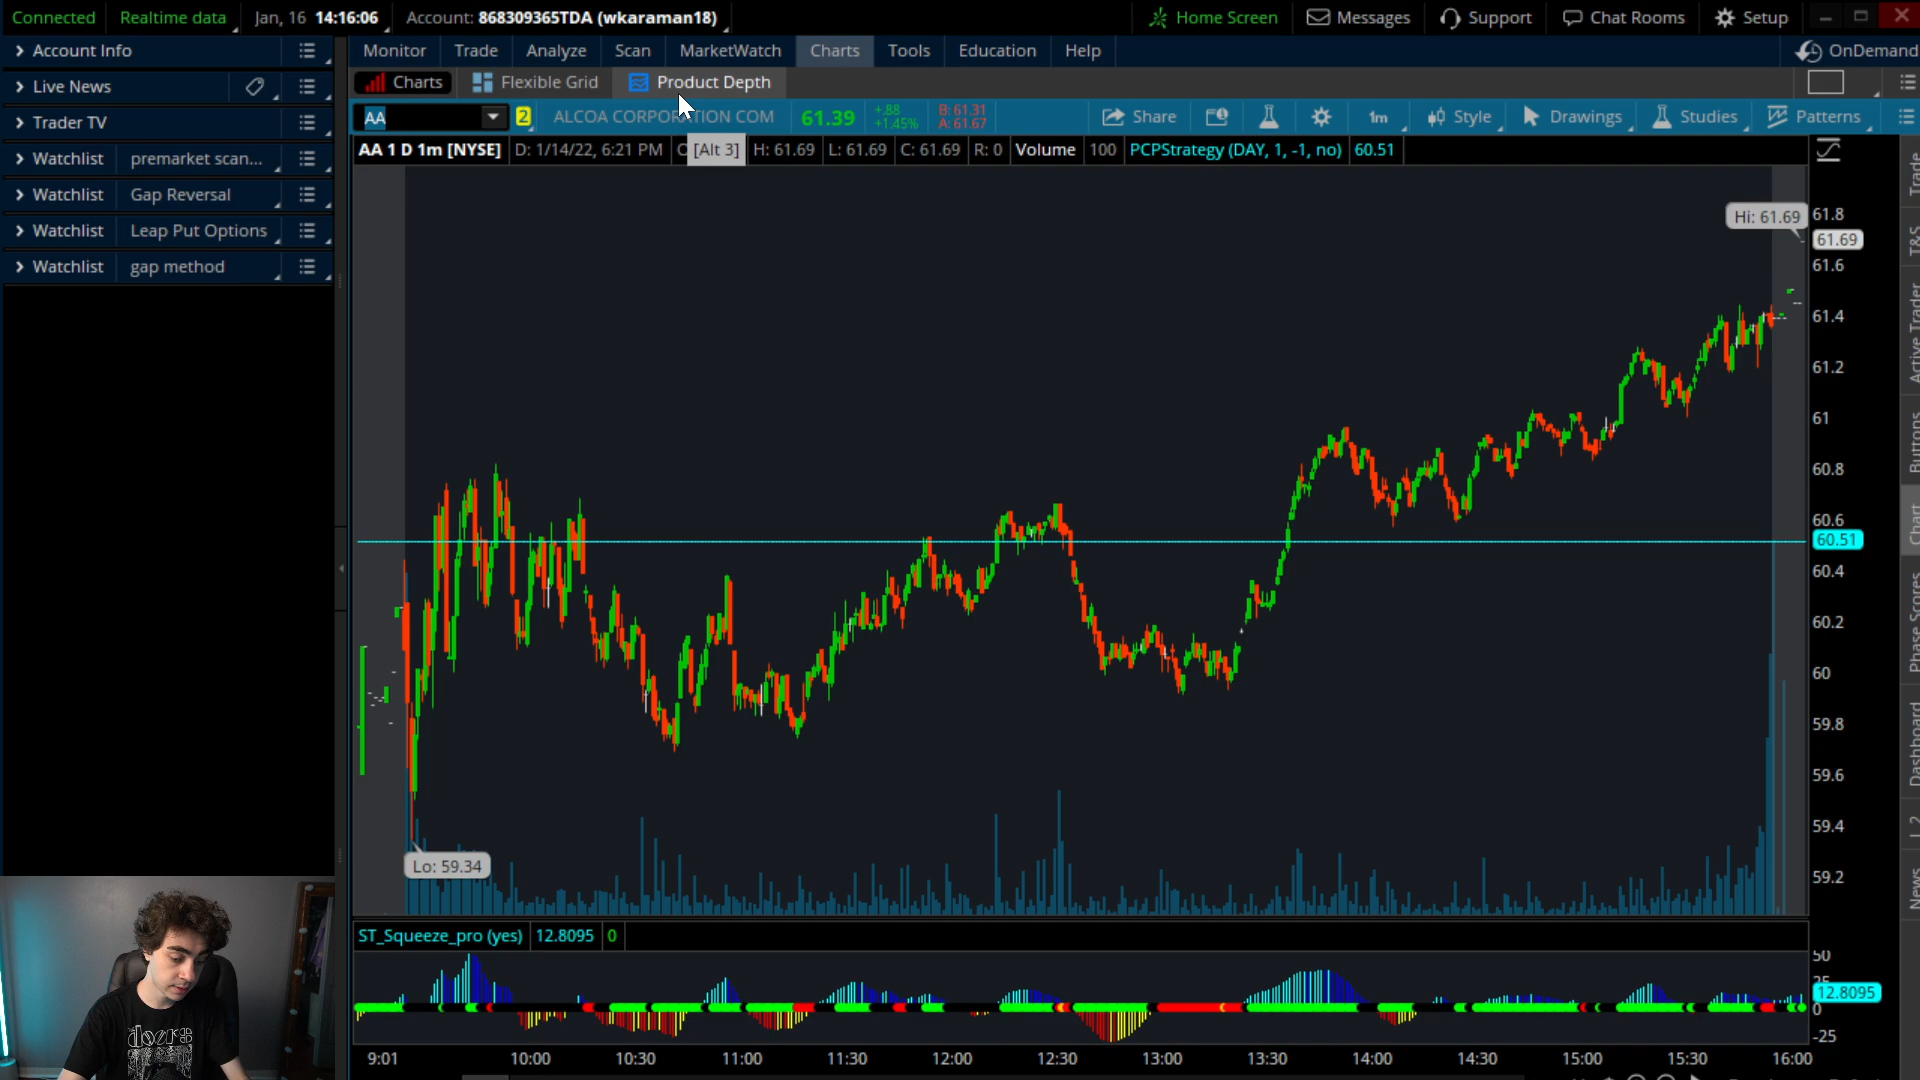 Connected Realtime data Jan, 16 14:16:06 Account: 868309365TDA (wkaraman18) Home Screen Messages Support Chat Rooms Setup
Account Info Monitor Trade Analyze Scan MarketWatch Charts Tools Education Help OnDemand
Live News Charts Flexible Grid Product Depth
Trader TV AA 2 ALCOA CORPORATION COM 61.39 +.88 +1.45% B: 61.31 A: 61.67 Share 1m Style Drawings Studies Patterns
Watchlist premarket scan... AA 1 D 1m [NYSE] D: 1/14/22, 6:21 PM [Alt 3] H: 61.69 L: 61.69 C: 61.69 R: 0 Volume 100 PCPStrategy (DAY, 1, -1, no) 60.51
Watchlist Gap Reversal
Watchlist Leap Put Options
Watchlist gap method
Hi: 61.69
61.8
61.69
61.6
61.4
61.2
61
60.8
60.6
60.51
60.4
60.2
60
59.8
59.6
59.4
59.2
Lo: 59.34
Trade
T&S
Active Trader
Buttons
Chart
Phase Scores
Dashboard
L 2
News
ST_Squeeze_pro (yes) 12.8095 0
50
25
12.8095
0
-25
9:01 10:00 10:30 11:00 11:30 12:00 12:30 13:00 13:30 14:00 14:30 15:00 15:30 16:00
the doors